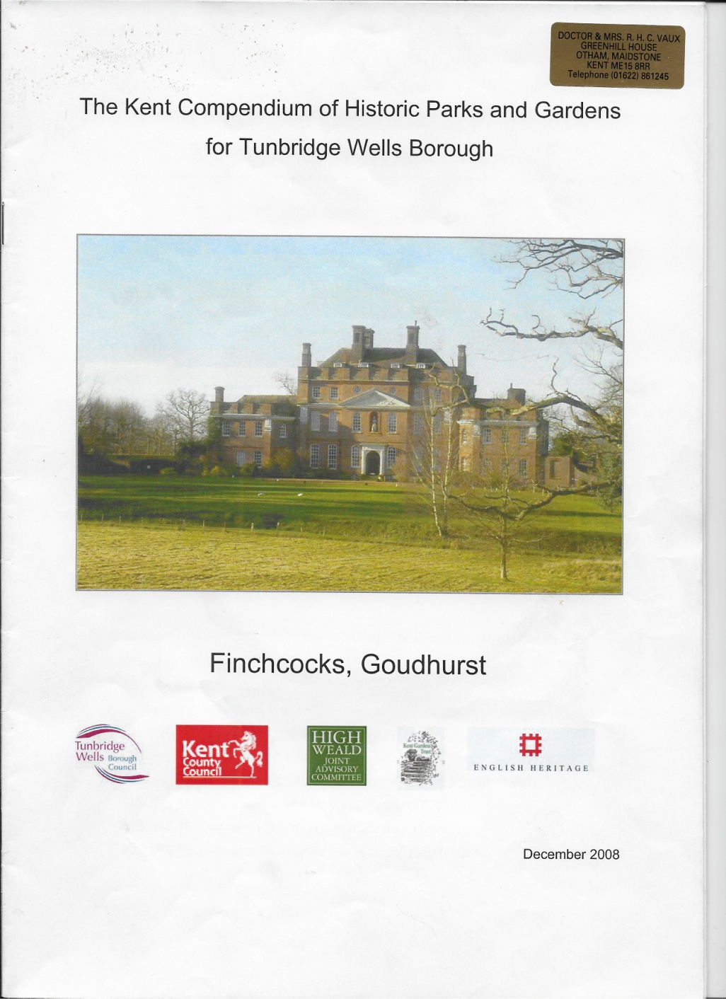 DOCTOR & MRS. R. H. C. VAUX
GREENHILL HOUSE
OTHAM, MAIDSTONE
KENT ME15 8RR
Telephone (01622) 861245
The Kent Compendium of Historic Parks and Gardens
for Tunbridge Wells Borough
Finchcocks, Goudhurst
Tunbridge
Wells Borough
Council
Kent
County
Council
HIGH
WEALD
JOINT
ADVISORY
COMMITTEE
Kent Gardens
Trust
ENGLISH HERITAGE
December 2008